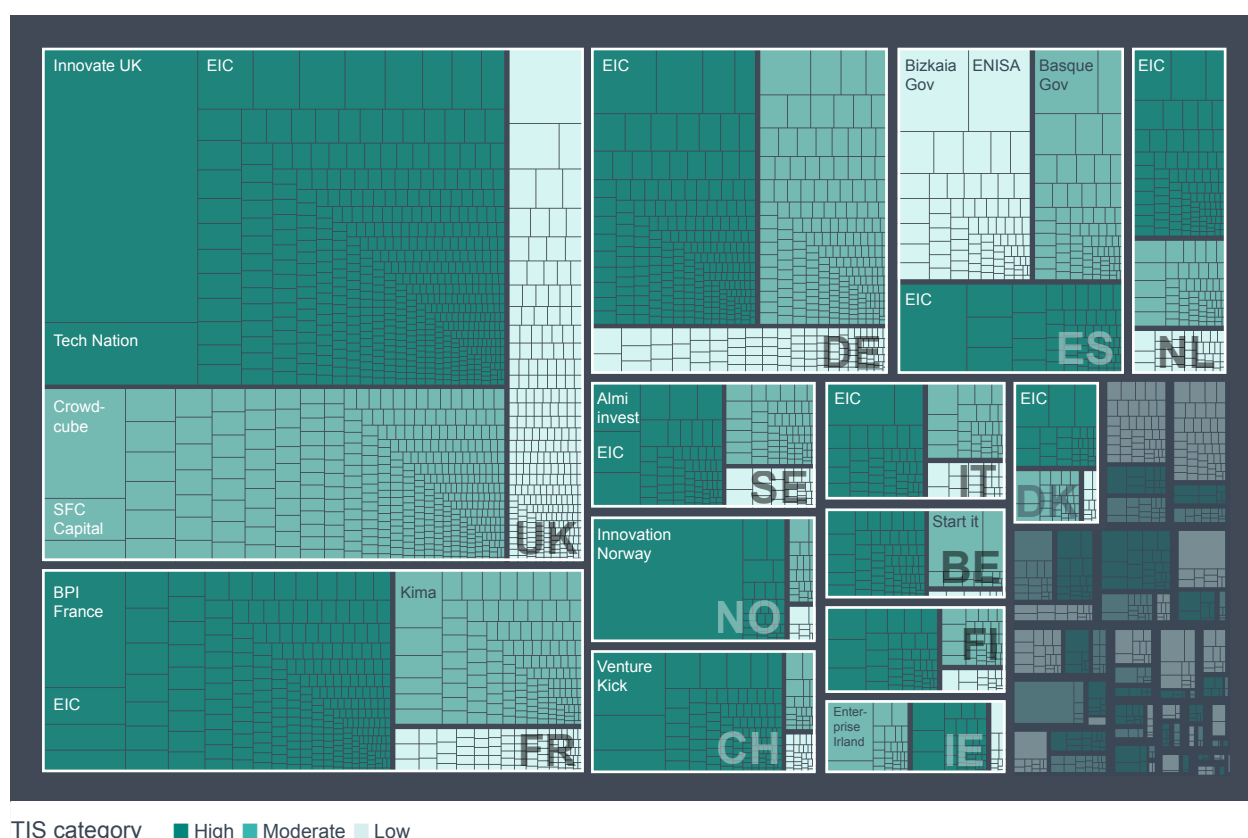 Innovate UK
EIC
Tech Nation
Crowd-
cube
SFC
Capital
UK
BPI
France
EIC
Kima
FR
EIC
DE
Bizkaia
Gov
ENISA
Basque
Gov
EIC
ES
EIC
NL
Almi
invest
EIC
SE
EIC
IT
EIC
DK
Innovation
Norway
NO
Start it
BE
FI
Venture
Kick
CH
Enter-
prise
Irland
IE
TIS category
High
Moderate
Low